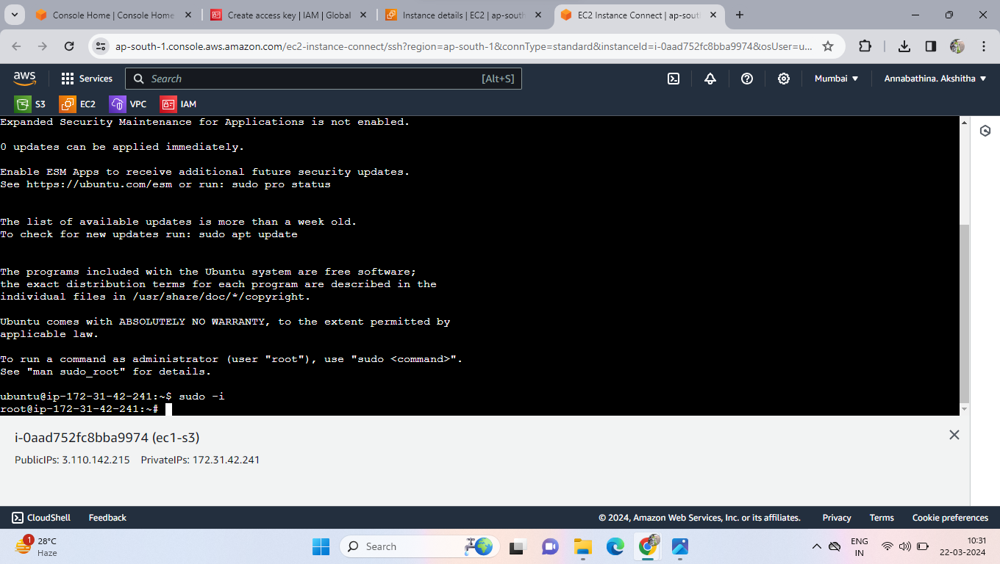 Console Home | Console Home
Create access key | IAM | Global
Instance details | EC2 | ap-south
EC2 Instance Connect | ap-sout
ap-south-1.console.aws.amazon.com/ec2-instance-connect/ssh?region=ap-south-1&connType=standard&instanceId=i-0aad752fc8bba9974&osUser=u...
aws
Services
Search
[Alt+S]
Mumbai
Annabathina. Akshitha
S3
EC2
VPC
IAM
Expanded Security Maintenance for Applications is not enabled.
0 updates can be applied immediately.
Enable ESM Apps to receive additional future security updates.
See https://ubuntu.com/esm or run: sudo pro status
The list of available updates is more than a week old.
To check for new updates run: sudo apt update
The programs included with the Ubuntu system are free software;
the exact distribution terms for each program are described in the
individual files in /usr/share/doc/*/copyright.
Ubuntu comes with ABSOLUTELY NO WARRANTY, to the extent permitted by
applicable law.
To run a command as administrator (user "root"), use "sudo <command>".
See "man sudo_root" for details.
ubuntu@ip-172-31-42-241:~$ sudo -i
root@ip-172-31-42-241:~#
i-0aad752fc8bba9974 (ec1-s3)
PublicIPs: 3.110.142.215 PrivateIPs: 172.31.42.241
CloudShell
Feedback
© 2024, Amazon Web Services, Inc. or its affiliates.
Privacy
Terms
Cookie preferences
1
28°C
Haze
Search
ENG
IN
10:31
22-03-2024